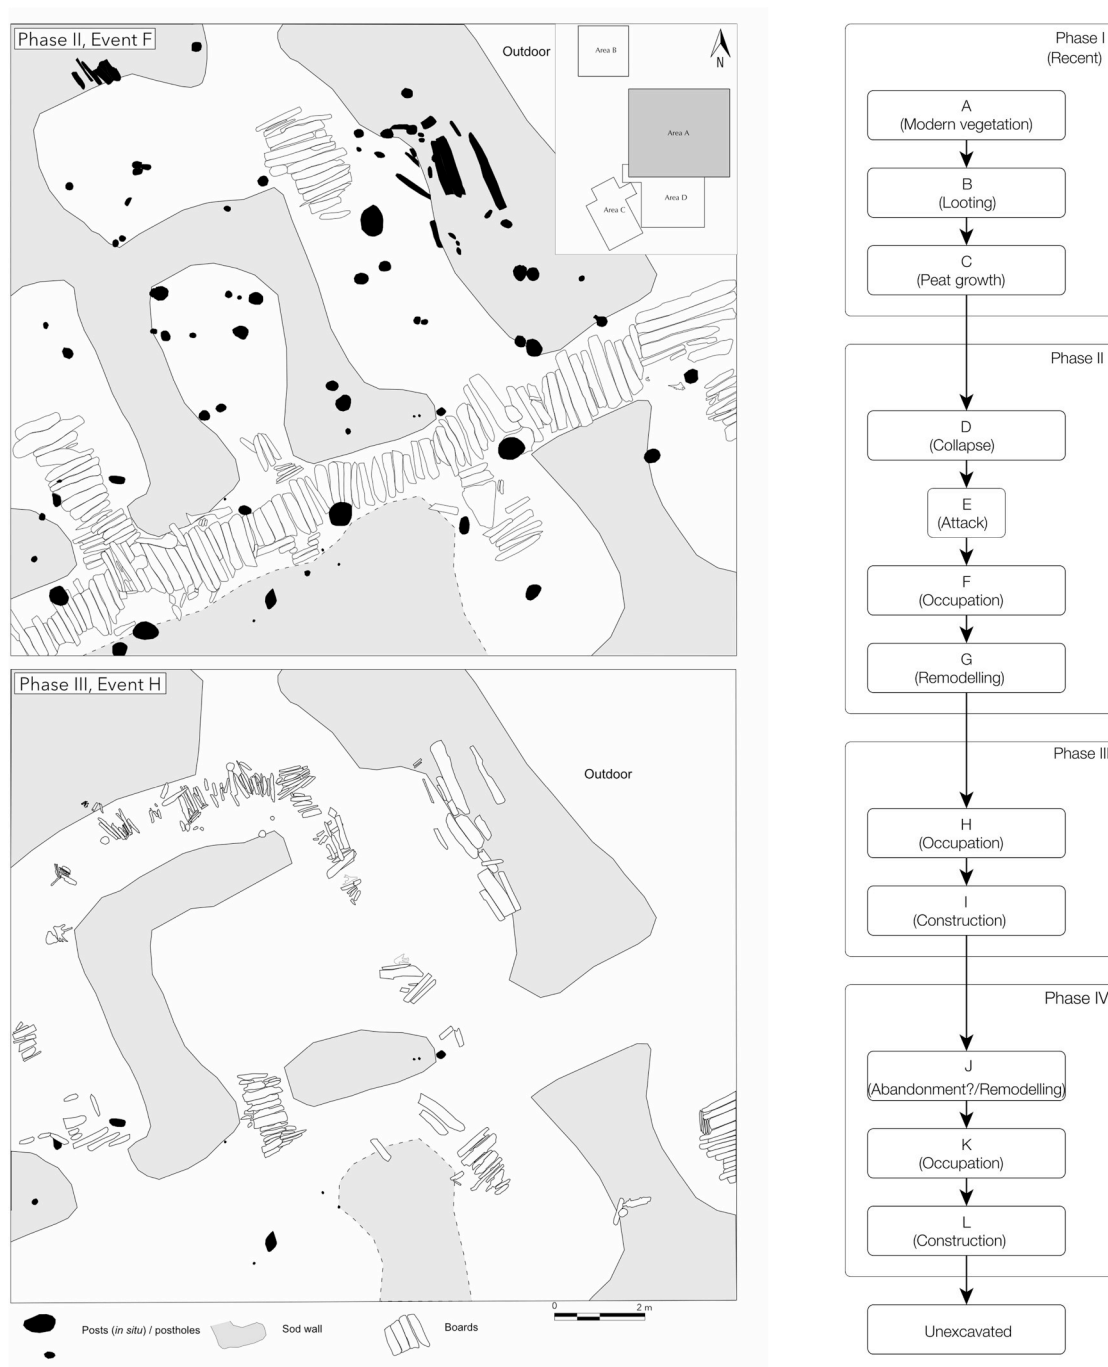 Phase II, Event F
Outdoor
Area B
N
Area A
Area C
Area D
Phase III, Event H
Outdoor
0 2 m
Posts (in situ) / postholes
Sod wall
Boards
Phase I
(Recent)
A
(Modern vegetation)
B
(Looting)
C
(Peat growth)
Phase II
D
(Collapse)
E
(Attack)
F
(Occupation)
G
(Remodelling)
Phase III
H
(Occupation)
I
(Construction)
Phase IV
J
(Abandonment?/Remodelling)
K
(Occupation)
L
(Construction)
Unexcavated